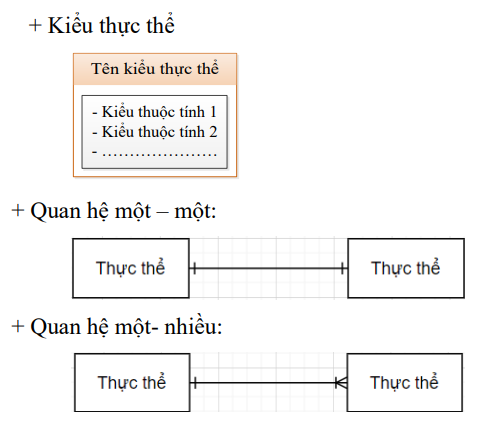 + Kiểu thực thể
Tên kiểu thực thể
- Kiểu thuộc tính 1
- Kiểu thuộc tính 2
- …………………
+ Quan hệ một – một:
Thực thể Thực thể
+ Quan hệ một- nhiều:
Thực thể Thực thể